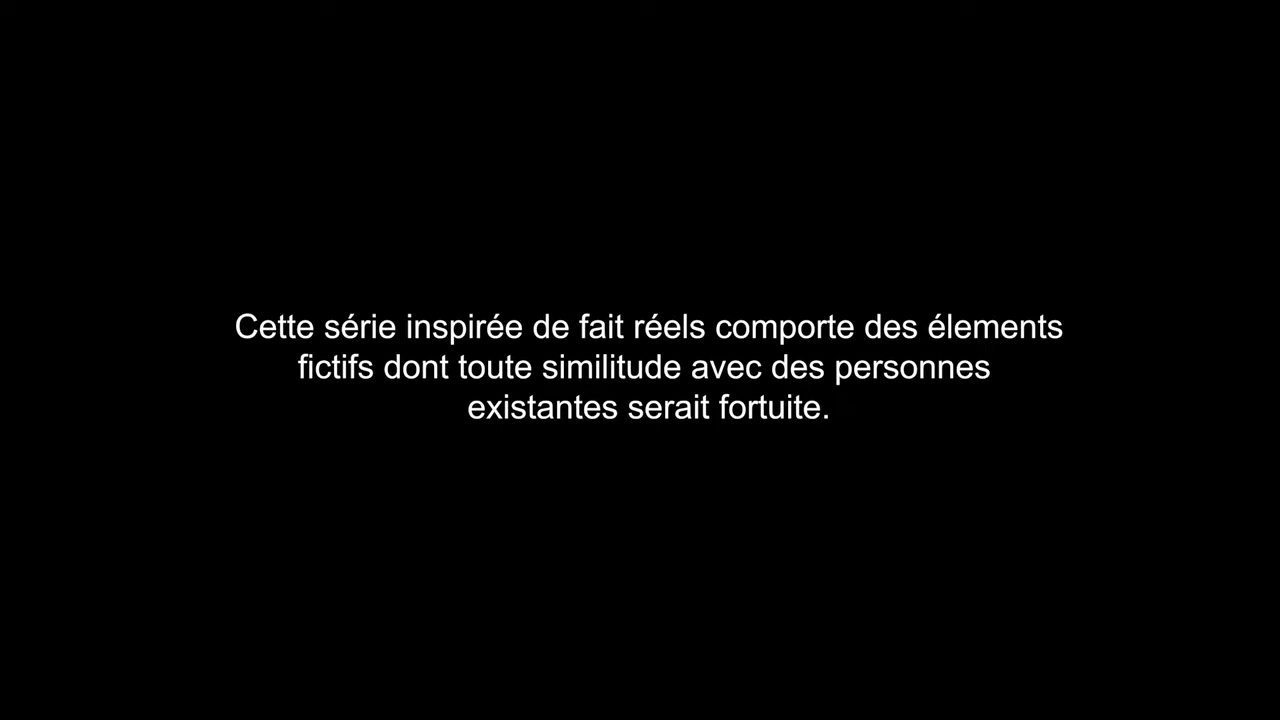 Cette série inspirée de fait réels comporte des élements
fictifs dont toute similitude avec des personnes
existantes serait fortuite.